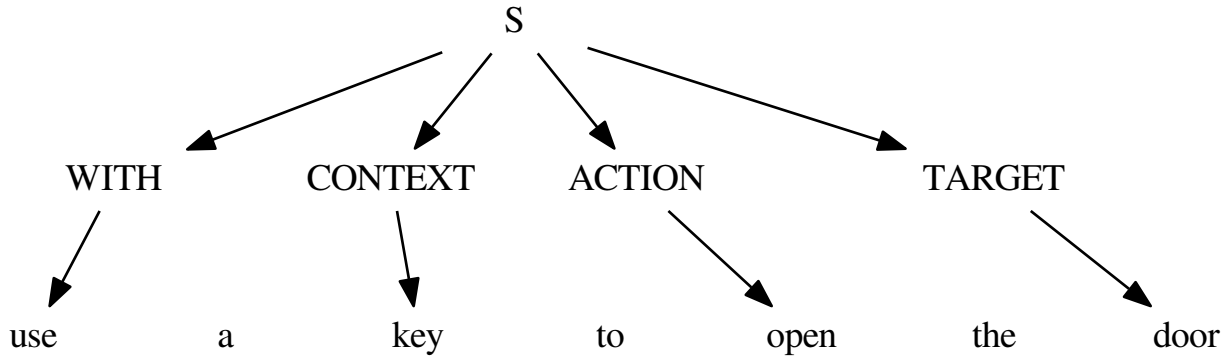 S
WITH CONTEXT ACTION TARGET
use a key to open the door